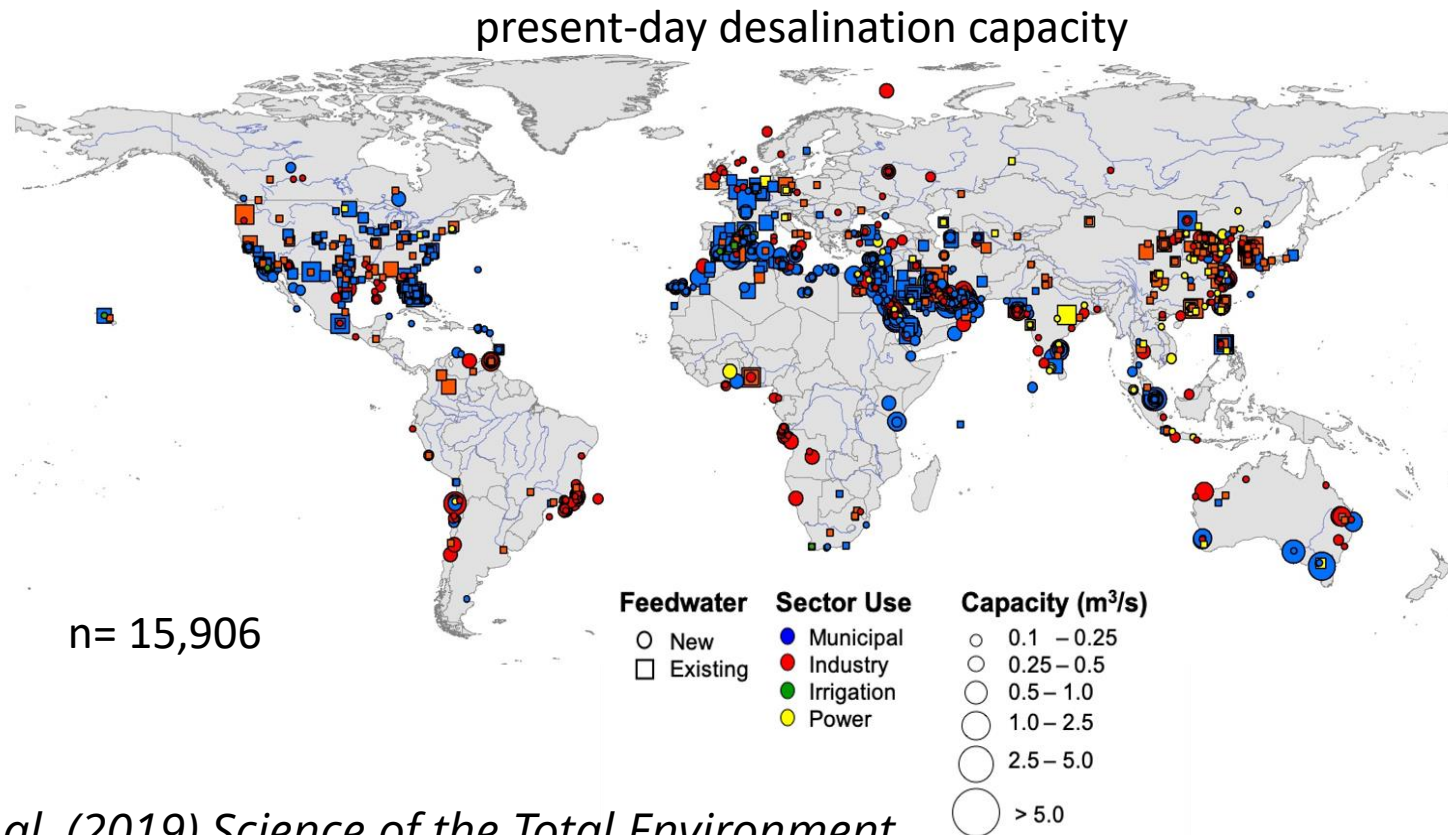 present-day desalination capacity
n= 15,906
Feedwater
New
Existing
Sector Use
Municipal
Industry
Irrigation
Power
Capacity (m³/s)
0.1 – 0.25
0.25 – 0.5
0.5 – 1.0
1.0 – 2.5
2.5 – 5.0
> 5.0
al. (2019) Science of the Total Environment